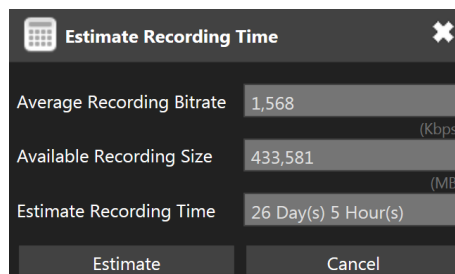 Estimate Recording Time
Average Recording Bitrate 1,568
(Kbps
Available Recording Size 433,581
(MB
Estimate Recording Time 26 Day(s) 5 Hour(s)
Estimate Cancel